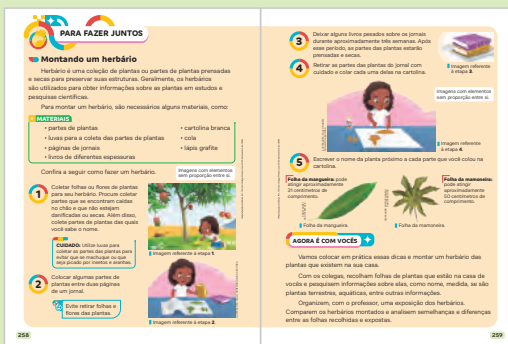 PARA FAZER JUNTOS
Montando um herbário
Herbário é uma coleção de plantas ou partes de plantas prensadas
e secas para preservar suas estruturas. Geralmente, os herbários
são utilizados para obter informações sobre as plantas em estudos e
pesquisas científicas.
Para montar um herbário, são necessários alguns materiais, como:
MATERIAIS
• partes de plantas
• luvas para a coleta das partes de plantas
• páginas de jornais
• livros de diferentes espessuras
• cartolina branca
• cola
• lápis grafite
Confira a seguir como fazer um herbário.
Imagens com elementos
sem proporção entre si.
1
Coletar folhas ou flores de plantas
para seu herbário. Procure coletar
partes que se encontram caídas
no chão e que não estejam
danificadas ou secas. Além disso,
colete partes de plantas das quais
você sabe o nome.
CUIDADO: Utilize luvas para
coletar as partes das plantas para
evitar que se machuque ou que
seja picado por insetos e aranhas.
Imagem referente à etapa 1.
2
Colocar algumas partes de
plantas entre duas páginas
de um jornal.
Evite retirar folhas e
flores das plantas.
Imagem referente à etapa 2.
258
3
Deixar alguns livros pesados sobre os jornais
durante aproximadamente três semanas. Após
esse período, as partes das plantas estarão
prensadas e secas.
Imagem referente
à etapa 3.
4
Retirar as partes das plantas do jornal com
cuidado e colar cada uma delas na cartolina.
Imagens com elementos
sem proporção entre si.
Imagem referente
à etapa 4.
5
Escrever o nome da planta próximo a cada parte que você colou na
cartolina.
Folha da mangueira: pode
atingir aproximadamente
31 centímetros de
comprimento.
Folha da mangueira.
Folha da mamoneira:
pode atingir
aproximadamente
50 centímetros de
comprimento.
Folha da mamoneira.
AGORA É COM VOCÊS
Vamos colocar em prática essas dicas e montar um herbário das
plantas que existem na sua casa.
Com os colegas, recolham folhas de plantas que estão na casa de
vocês e pesquisem informações sobre elas, como nome, medida, se são
plantas terrestres, aquáticas, entre outras informações.
Organizem, com o professor, uma exposição dos herbários.
Comparem os herbários montados e analisem semelhanças e diferenças
entre as folhas recolhidas e expostas.
259